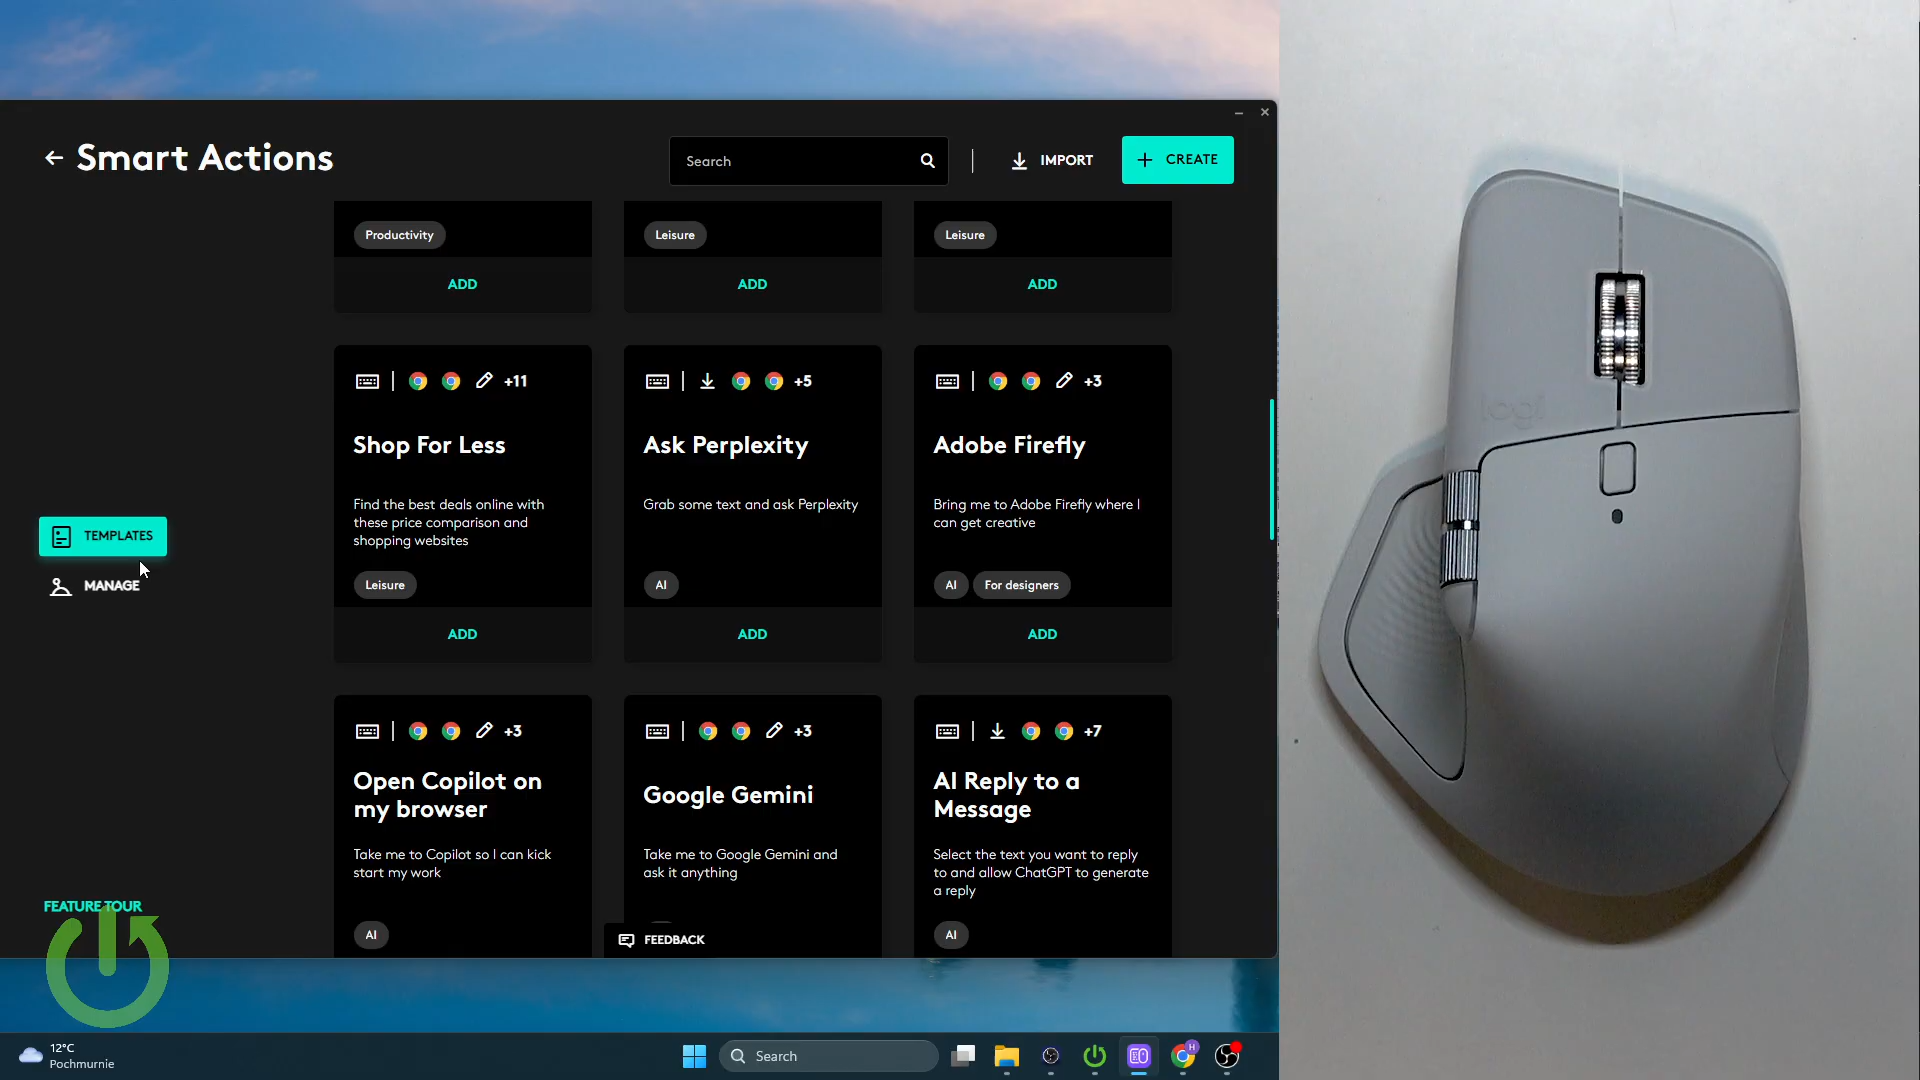 Smart Actions
Search
IMPORT
CREATE
Productivity
Leisure
Leisure
ADD
ADD
ADD
+11
+5
+3
Shop For Less
Ask Perplexity
Adobe Firefly
Find the best deals online with
these price comparison and
shopping websites
Grab some text and ask Perplexity
Bring me to Adobe Firefly where I
can get creative
Leisure
AI
AI
For designers
ADD
ADD
ADD
TEMPLATES
MANAGE
+3
+3
+7
Open Copilot on
my browser
Google Gemini
AI Reply to a
Message
Take me to Copilot so I can kick
start my work
Take me to Google Gemini and
ask it anything
Select the text you want to reply
to and allow ChatGPT to generate
a reply
AI
AI
FEATURE TOUR
FEEDBACK
12°C
Pochmurnie
Search
H
logi